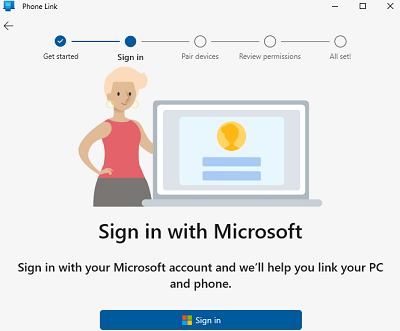 Phone Link
Get started
Sign in
Pair devices
Review permissions
All set!
Sign in with Microsoft
Sign in with your Microsoft account and we'll help you link your PC
and phone.
Sign in